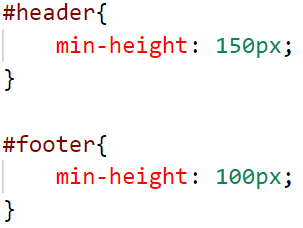 #header{
    min-height: 150px;
}

#footer{
    min-height: 100px;
}